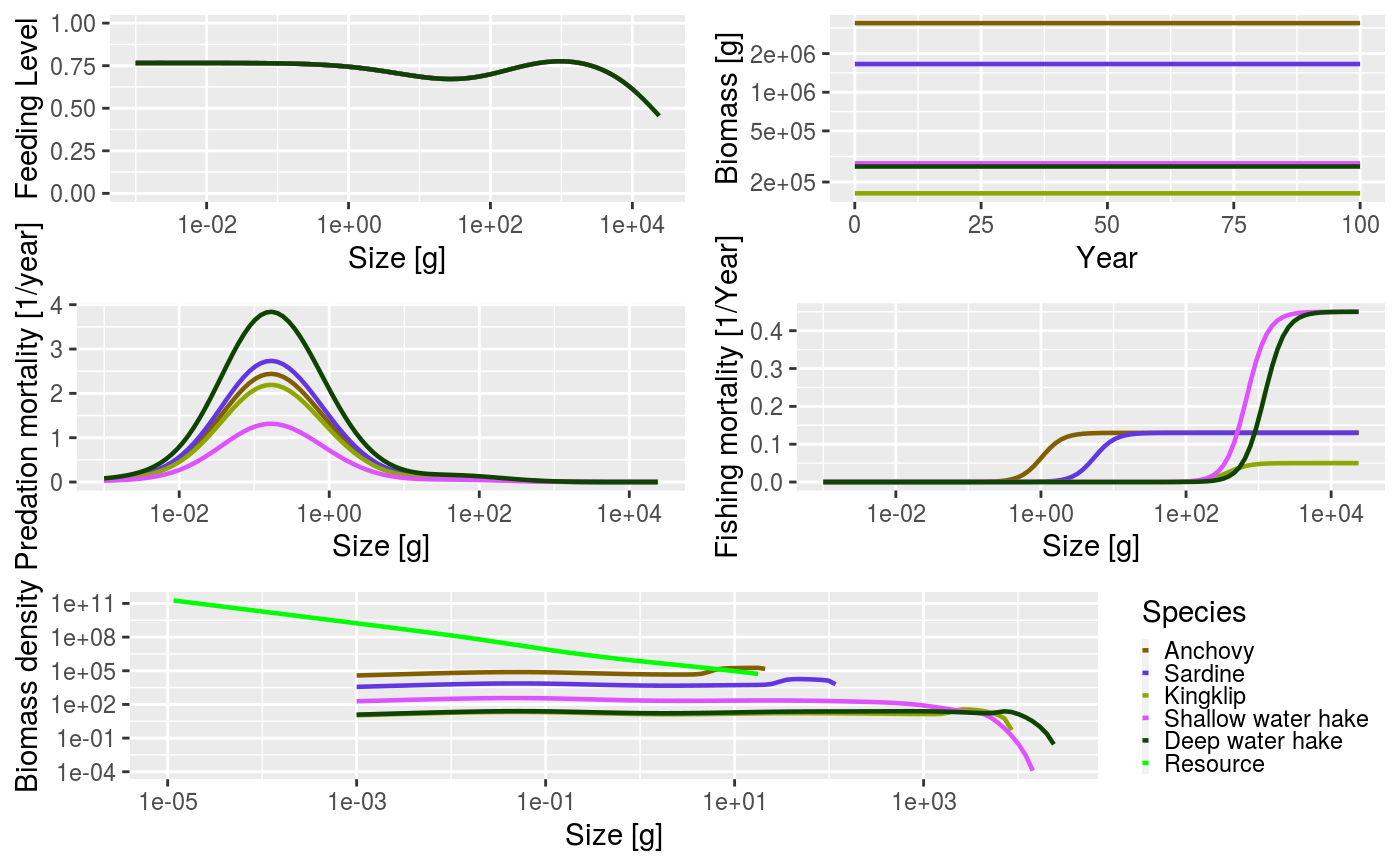 Feeding Level
1.00
0.75
0.50
0.25
0.00
1e-02
1e+00
1e+02
1e+04
Size [g]
Biomass [g]
2e+06
1e+06
5e+05
2e+05
0
25
50
75
100
Year
Predation mortality [1/year]
4
3
2
1
0
1e-02
1e+00
1e+02
1e+04
Size [g]
Fishing mortality [1/Year]
0.4
0.3
0.2
0.1
0.0
1e-02
1e+00
1e+02
1e+04
Size [g]
Biomass density
1e+11
1e+08
1e+05
1e+02
1e-01
1e-04
1e-05
1e-03
1e-01
1e+01
1e+03
Size [g]
Species
Anchovy
Sardine
Kingklip
Shallow water hake
Deep water hake
Resource